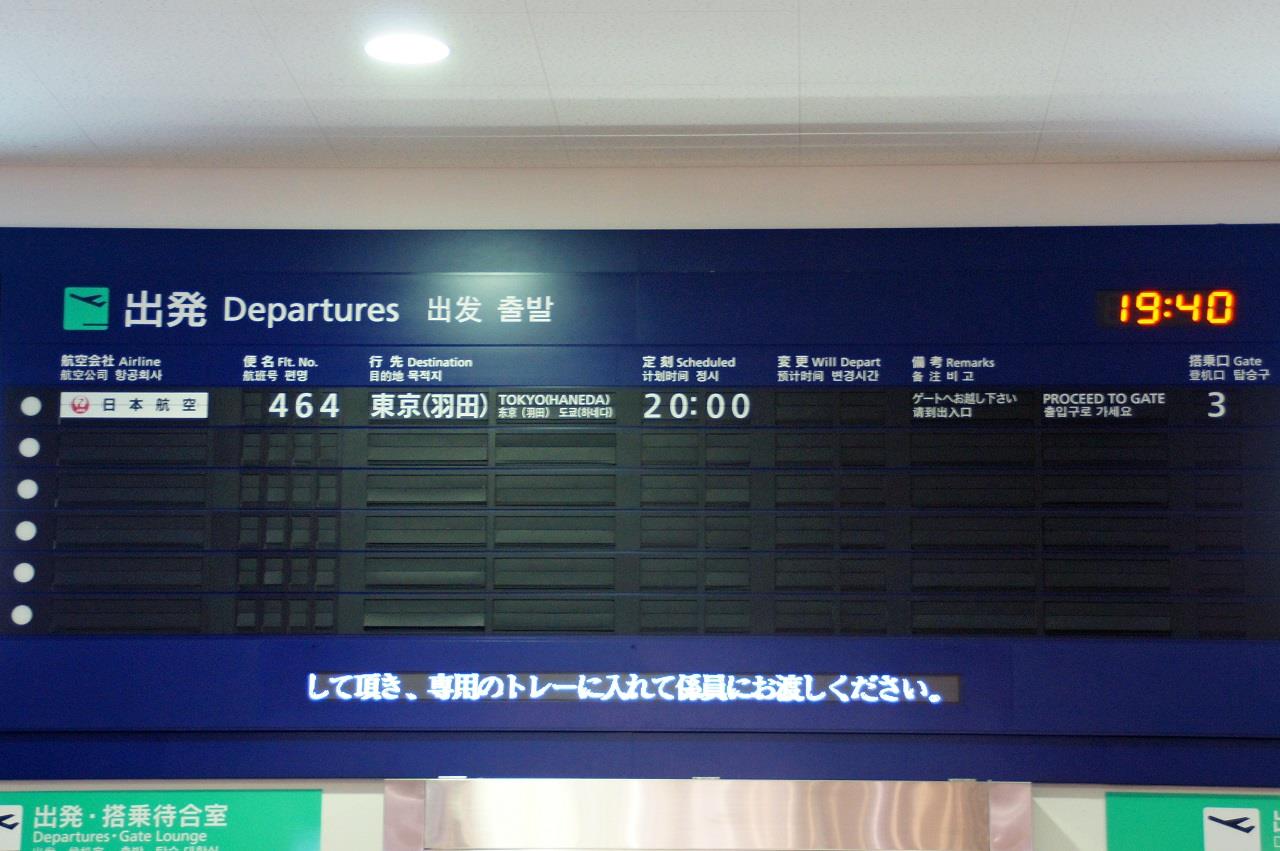 出発 Departures 出发 출발
19:40
航空会社 Airline
航空公司 항공회사
便名 Flt. No.
航班号 편명
行先 Destination
目的地 목적지
定刻 Scheduled
计划时间 정시
変更 Will Depart
预计时间 변경시간
備考 Remarks
备注 비고
搭乗口 Gate
登机口 탑승구
日本航空
464
東京(羽田)
TOKYO(HANEDA)
东京（羽田） 도쿄(하네다)
20:00
ゲートへお越し下さい
请到出入口
PROCEED TO GATE
출입구로 가세요
3
して頂き、専用のトレーに入れて係員にお渡しください。
出発・搭乗待合室
Departures・Gate Lounge